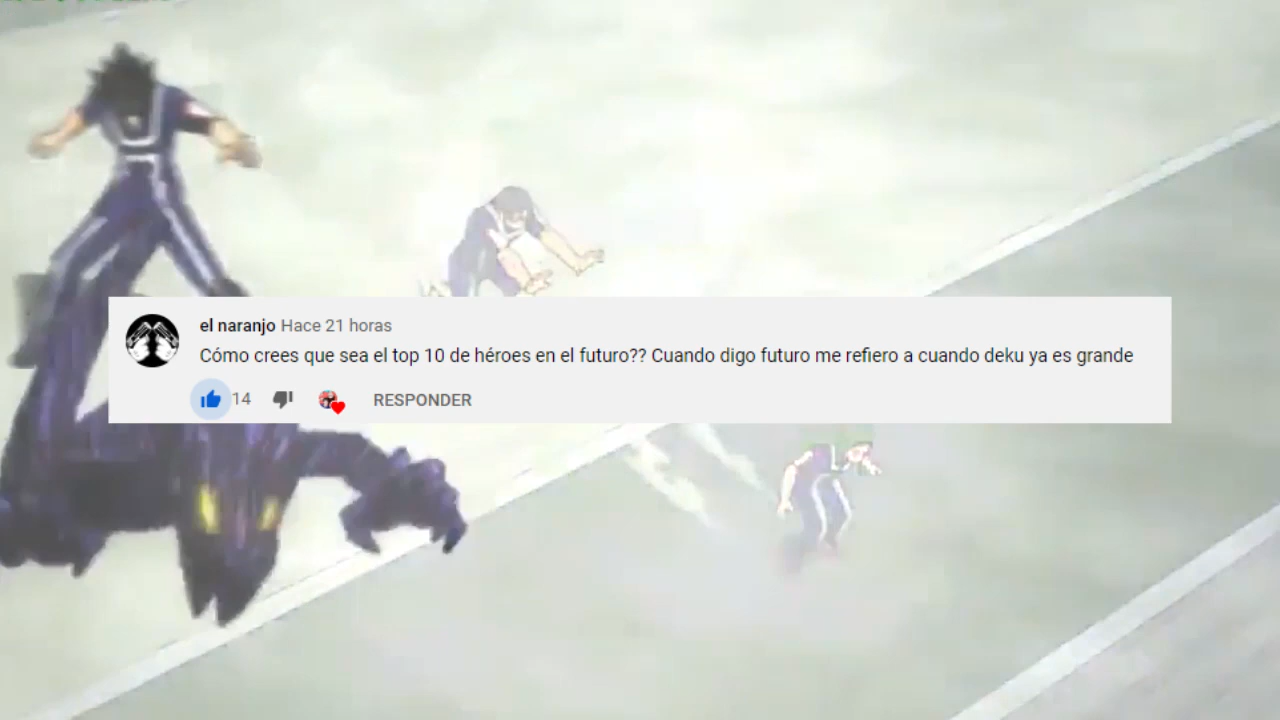 el naranjo Hace 21 horas
Cómo crees que sea el top 10 de héroes en el futuro?? Cuando digo futuro me refiero a cuando deku ya es grande
14 RESPONDER